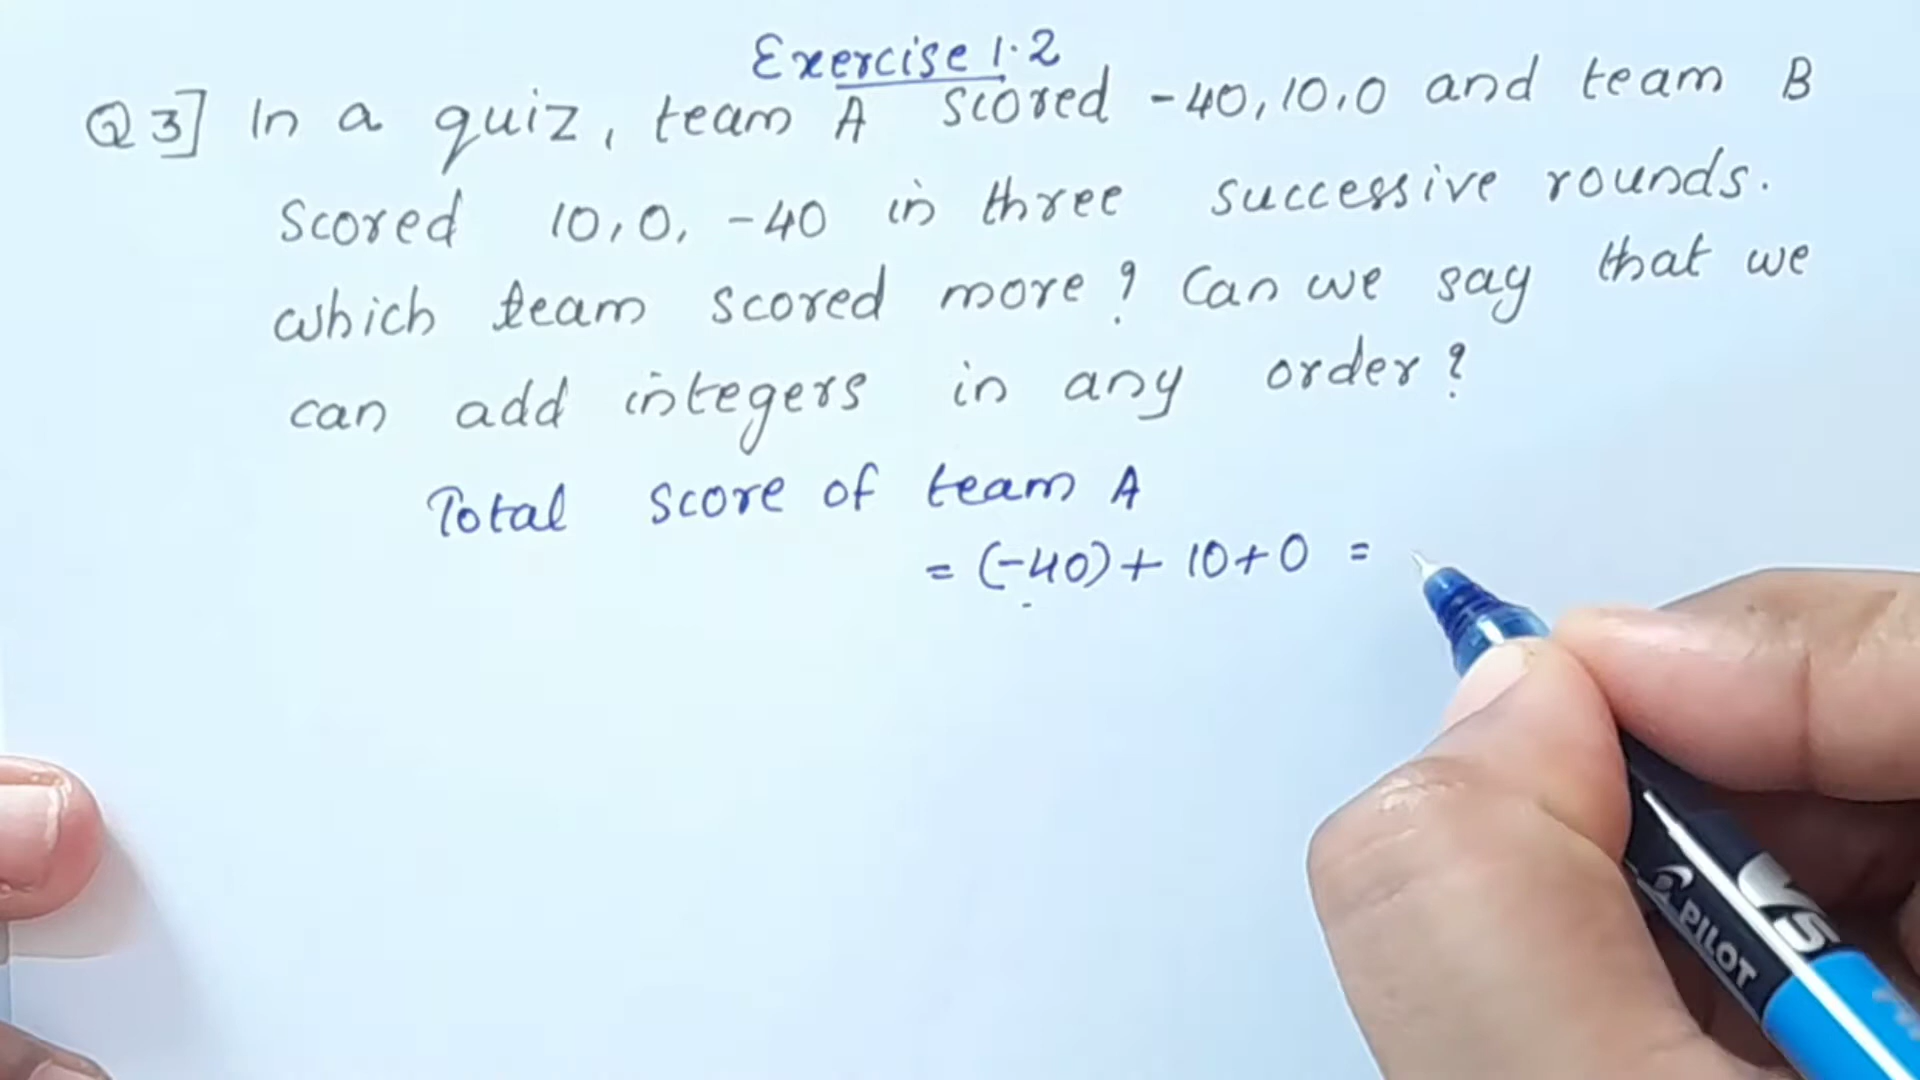 Exercise 1.2
Q3] In a quiz, team A scored -40, 10, 0 and team B
Scored 10, 0, -40 in three successive rounds.
which team scored more? Can we say that we
can add integers in any order?
Total score of team A
= (-40) + 10 + 0 =
PILOT
V5